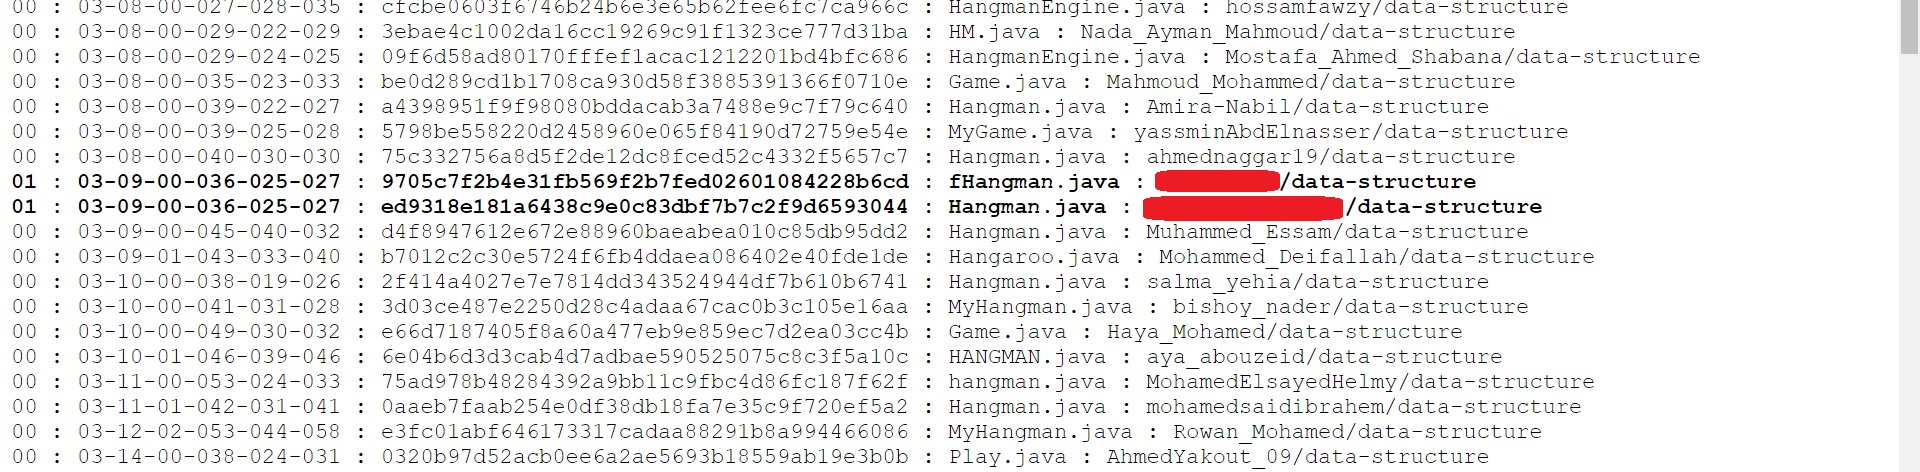 00 : 03-08-00-027-028-035 : cfcbe0603f6746b24b6e3e65b62fee6fc7ca966c : HangmanEngine.java : hossamfawzy/data-structure
00 : 03-08-00-029-022-029 : 3ebae4c1002da16cc19269c91f1323ce777d31ba : HM.java : Nada_Ayman_Mahmoud/data-structure
00 : 03-08-00-029-024-025 : 09f6d58ad80170fffef1acac1212201bd4bfc686 : HangmanEngine.java : Mostafa_Ahmed_Shabana/data-structure
00 : 03-08-00-035-023-033 : be0d289cd1b1708ca930d58f3885391366f0710e : Game.java : Mahmoud_Mohammed/data-structure
00 : 03-08-00-039-022-027 : a4398951f9f98080bddacab3a7488e9c7f79c640 : Hangman.java : Amira-Nabil/data-structure
00 : 03-08-00-039-025-028 : 5798be558220d2458960e065f84190d72759e54e : MyGame.java : yassminAbdElnasser/data-structure
00 : 03-08-00-040-030-030 : 75c332756a8d5f2de12dc8fced52c4332f5657c7 : Hangman.java : ahmednaggar19/data-structure
01 : 03-09-00-036-025-027 : 9705c7f2b4e31fb569f2b7fed02601084228b6cd : fHangman.java : /data-structure
01 : 03-09-00-036-025-027 : ed9318e181a6438c9e0c83dbf7b7c2f9d6593044 : Hangman.java : /data-structure
00 : 03-09-00-045-040-032 : d4f8947612e672e88960baeabea010c85db95dd2 : Hangman.java : Muhammed_Essam/data-structure
00 : 03-09-01-043-033-040 : b7012c2c30e5724f6fb4ddaea086402e40fde1de : Hangaroo.java : Mohammed_Deifallah/data-structure
00 : 03-10-00-038-019-026 : 2f414a4027e7e7814dd343524944df7b610b6741 : Hangman.java : salma_yehia/data-structure
00 : 03-10-00-041-031-028 : 3d03ce487e2250d28c4adaa67cac0b3c105e16aa : MyHangman.java : bishoy_nader/data-structure
00 : 03-10-00-049-030-032 : e66d7187405f8a60a477eb9e859ec7d2ea03cc4b : Game.java : Haya_Mohamed/data-structure
00 : 03-10-01-046-039-046 : 6e04b6d3d3cab4d7adbae590525075c8c3f5a10c : HANGMAN.java : aya_abouzeid/data-structure
00 : 03-11-00-053-024-033 : 75ad978b48284392a9bb11c9fbc4d86fc187f62f : hangman.java : MohamedElsayedHelmy/data-structure
00 : 03-11-01-042-031-041 : 0aaeb7faab254e0df38db18fa7e35c9f720ef5a2 : Hangman.java : mohamedsaidibrahem/data-structure
00 : 03-12-02-053-044-058 : e3fc01abf646173317cadaa88291b8a994466086 : MyHangman.java : Rowan_Mohamed/data-structure
00 : 03-14-00-038-024-031 : 0320b97d52acb0ee6a2ae5693b18559ab19e3b0b : Play.java : AhmedYakout_09/data-structure